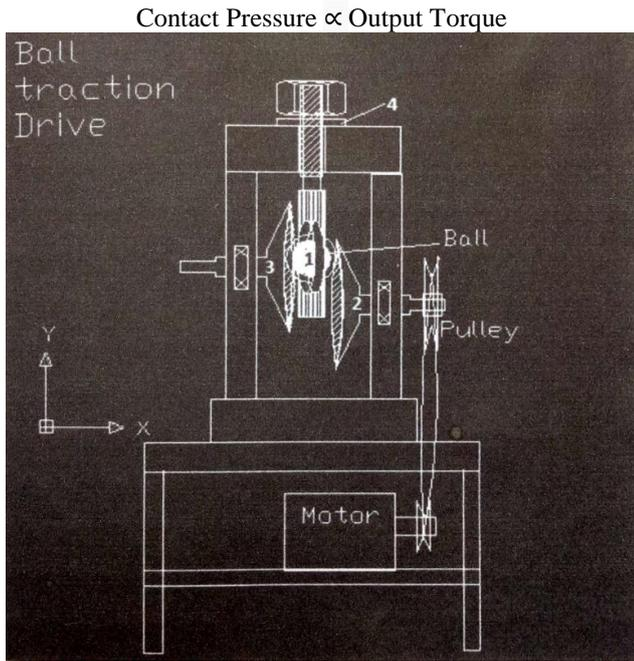 Contact Pressure ∝ Output Torque
Ball
traction
Drive
4
Ball
1
3
2
Pulley
Y
X
Motor